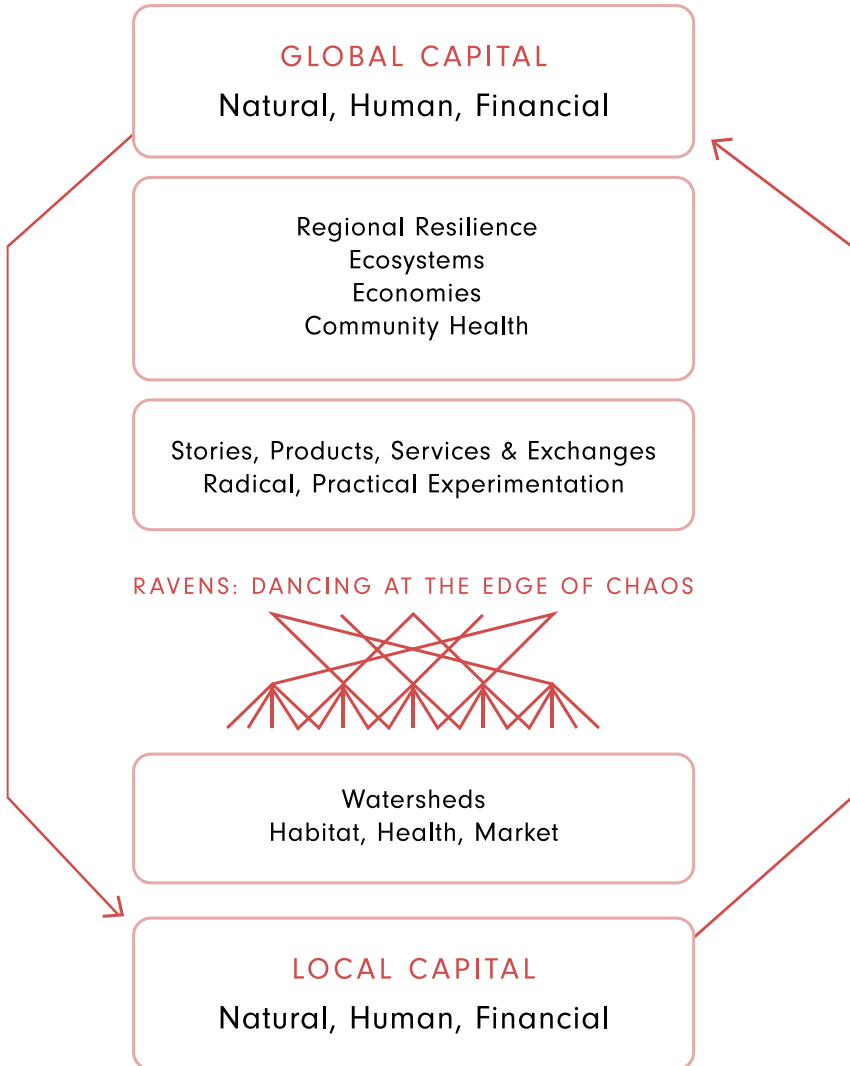 GLOBAL CAPITAL
Natural, Human, Financial
Regional Resilience
Ecosystems
Economies
Community Health
Stories, Products, Services & Exchanges
Radical, Practical Experimentation
RAVENS: DANCING AT THE EDGE OF CHAOS
Watersheds
Habitat, Health, Market
LOCAL CAPITAL
Natural, Human, Financial